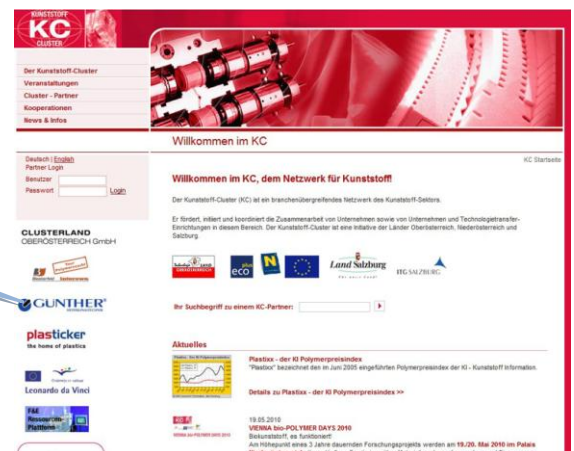 KUNSTSTOFF
KC
CLUSTER
Der Kunststoff-Cluster
Veranstaltungen
Cluster - Partner
Kooperationen
News & Infos
Willkommen im KC
Deutsch | English
Partner Login
Benutzer
Passwort
Login
KC Startseite
Willkommen im KC, dem Netzwerk für Kunststoff!
Der Kunststoff-Cluster (KC) ist ein branchenübergreifendes Netzwerk des Kunststoff-Sektors.
Er fördert, initiiert und koordiniert die Zusammenarbeit von Unternehmen sowie von Unternehmen und Technologietransfer-
Einrichtungen in diesem Bereich. Der Kunststoff-Cluster ist eine Initiative der Länder Oberösterreich, Niederösterreich und
Salzburg.
CLUSTERLAND
OBERÖSTERREICH GmbH
eco
N
Land Salzburg
ITG SALZBURG
GÜNTHER
Ihr Suchbegriff zu einem KC-Partner:
plasticker
the home of plastics
Leonardo da Vinci
F&E
Ressourcen
Plattform
Aktuelles
Plastixx - der KI Polymerpreisindex
"Plastixx" bezeichnet den im Juni 2005 eingeführten Polymerpreisindex der KI - Kunststoff Information.
Details zu Plastixx - der KI Polymerpreisindex >>
19.05.2010
VIENNA bio-POLYMER DAYS 2010
Biokunststoff, es funktioniert!
Am Höhepunkt eines 3 Jahre dauernden Forschungsprojekts werden am 19./20. Mai 2010 im Palais